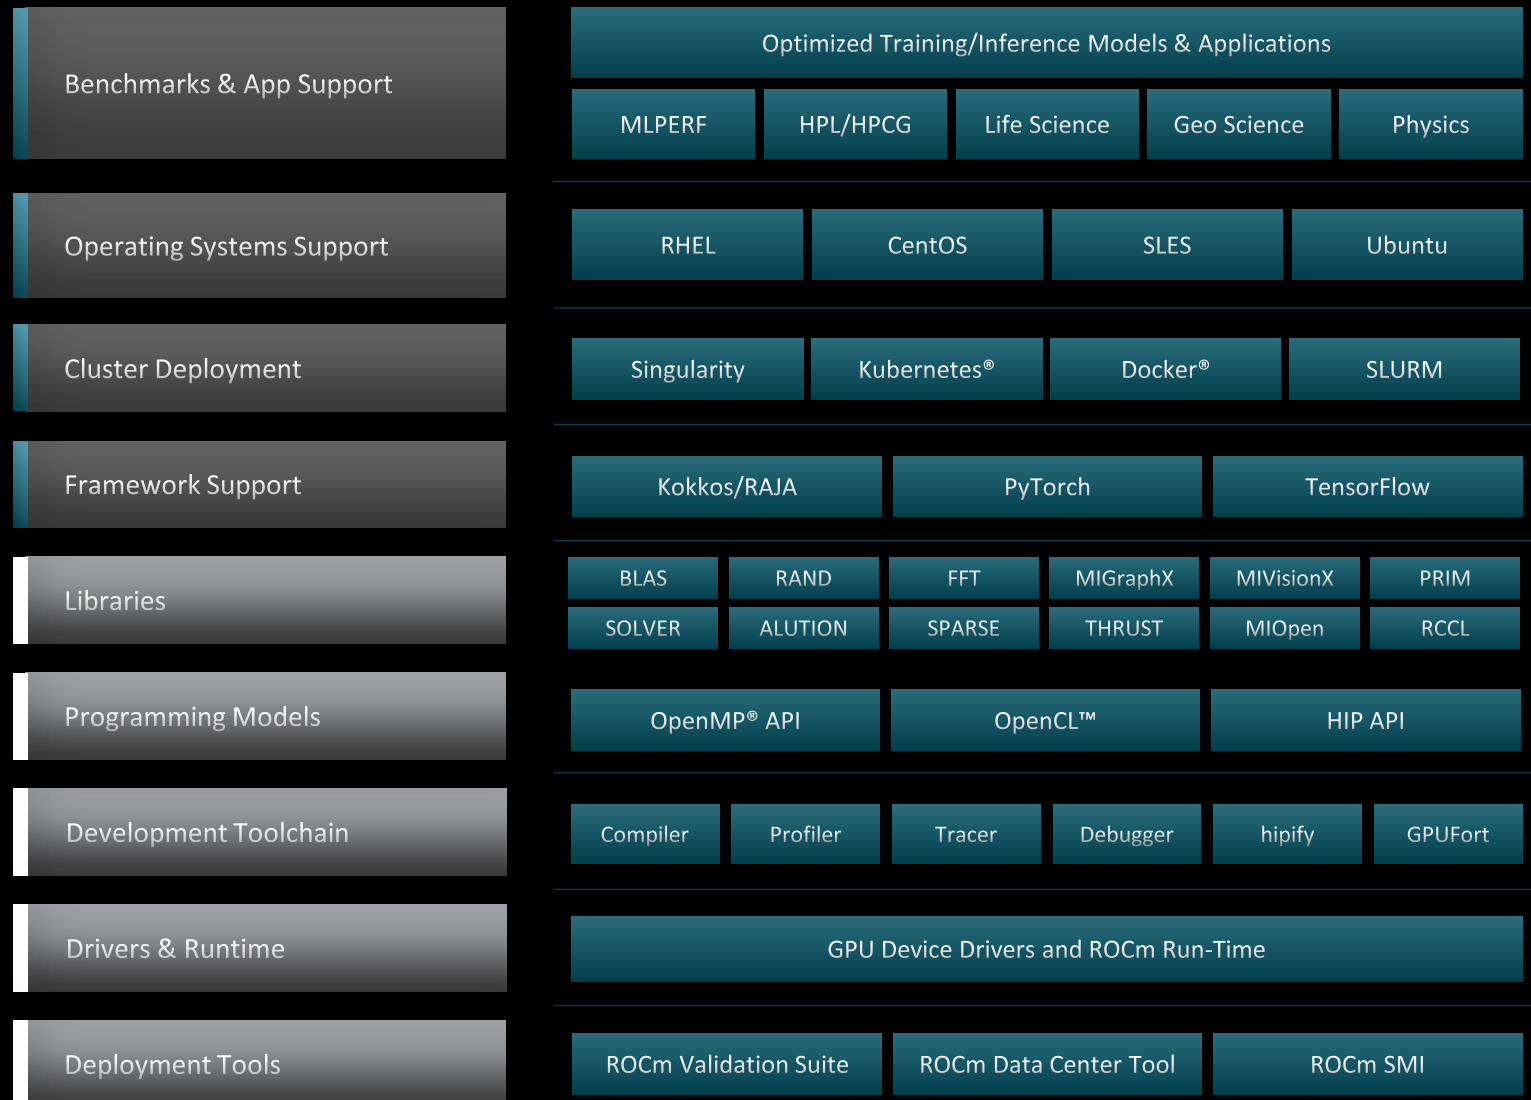 Benchmarks & App Support
Optimized Training/Inference Models & Applications
MLPERF
HPL/HPCG
Life Science
Geo Science
Physics
Operating Systems Support
RHEL
CentOS
SLES
Ubuntu
Cluster Deployment
Singularity
Kubernetes®
Docker®
SLURM
Framework Support
Kokkos/RAJA
PyTorch
TensorFlow
Libraries
BLAS
RAND
FFT
MIGraphX
MIVisionX
PRIM
SOLVER
ALUTION
SPARSE
THRUST
MIOpen
RCCL
Programming Models
OpenMP® API
OpenCL™
HIP API
Development Toolchain
Compiler
Profiler
Tracer
Debugger
hipify
GPUFort
Drivers & Runtime
GPU Device Drivers and ROCm Run-Time
Deployment Tools
ROCm Validation Suite
ROCm Data Center Tool
ROCm SMI